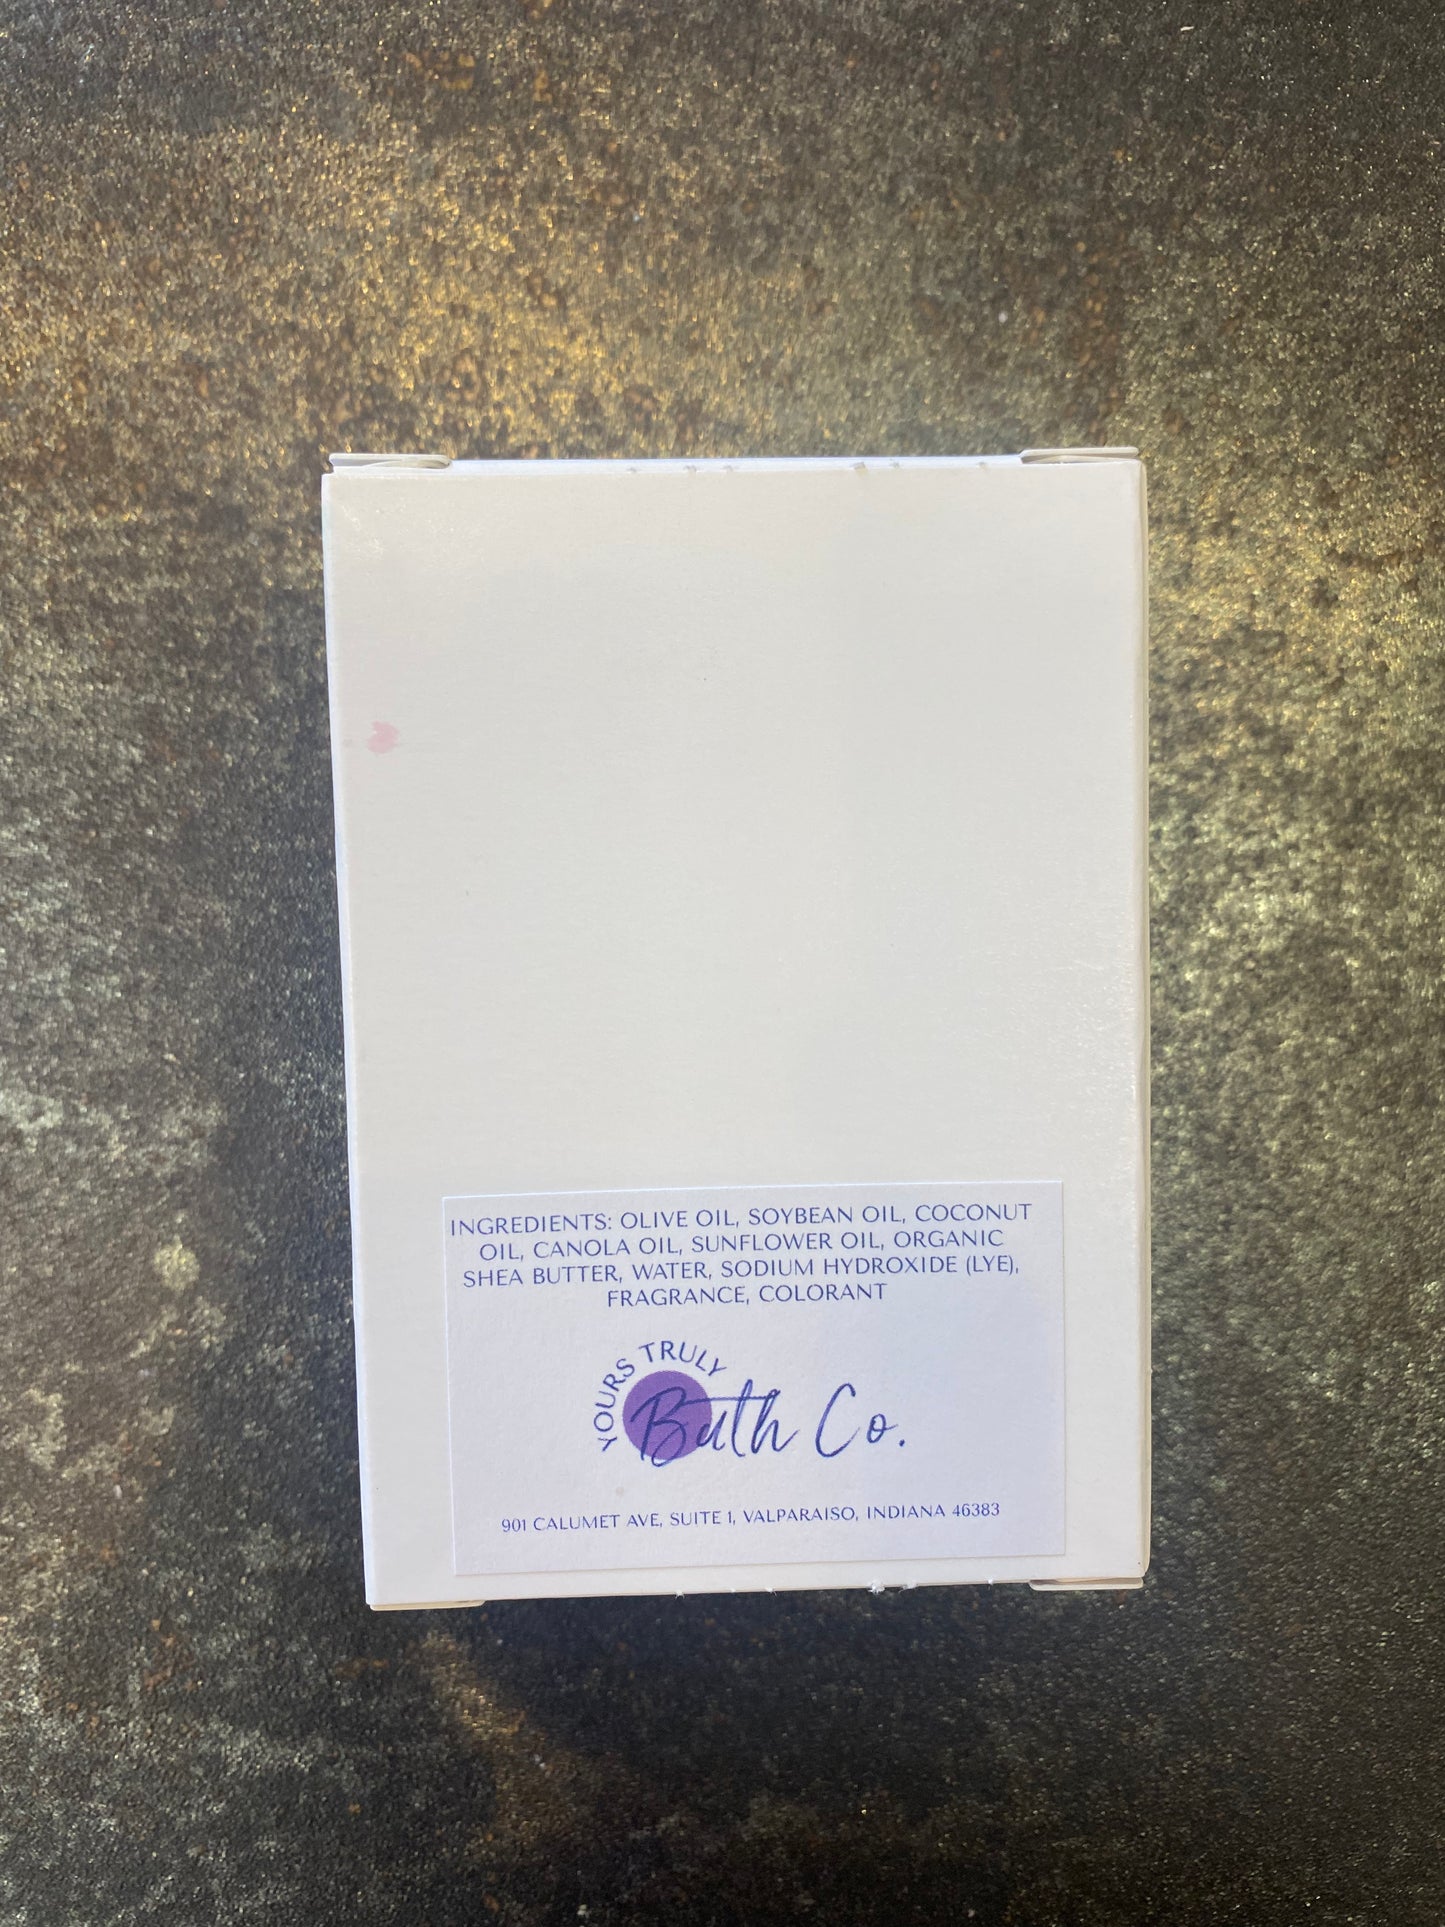 INGREDIENTS: OLIVE OIL, SOYBEAN OIL, COCONUT
OIL, CANOLA OIL, SUNFLOWER OIL, ORGANIC
SHEA BUTTER, WATER, SODIUM HYDROXIDE (LYE),
FRAGRANCE, COLORANT
YOURS TRULY
Bath Co.
901 CALUMET AVE, SUITE 1, VALPARAISO, INDIANA 46383